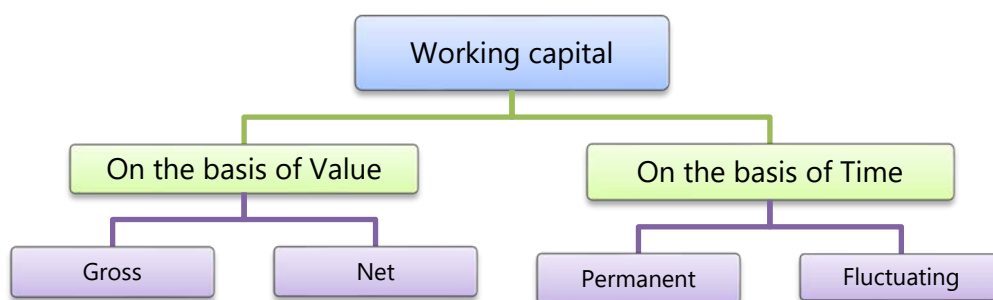 Working capital
On the basis of Value
On the basis of Time
Gross
Net
Permanent
Fluctuating